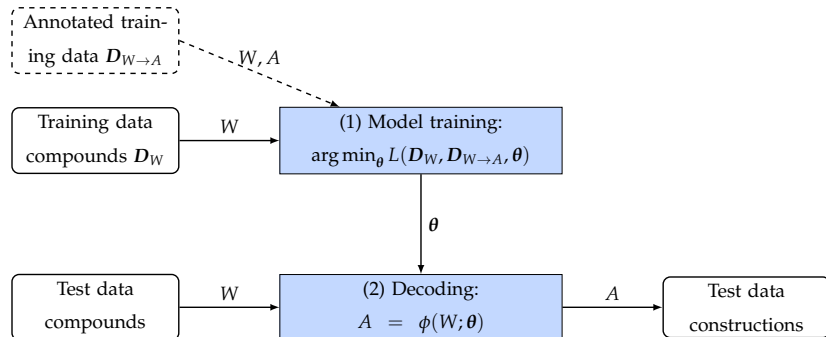 Annotated train-
ing data D_{W→A}
W, A
Training data
compounds D_W
W
(1) Model training:
arg min_θ L(D_W, D_{W→A}, θ)
θ
Test data
compounds
W
(2) Decoding:
A = ϕ(W; θ)
A
Test data
constructions